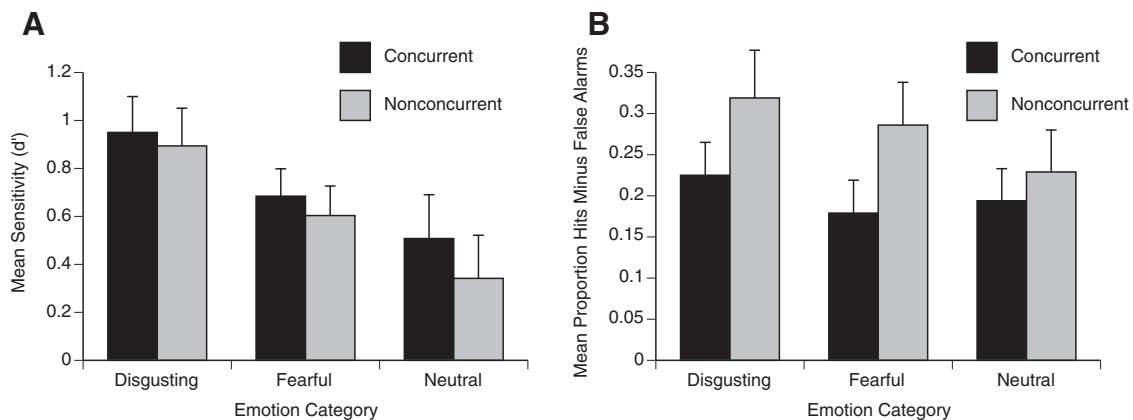 A
Concurrent
Nonconcurrent
Mean Sensitivity (d')
1.2
1
0.8
0.6
0.4
0.2
0
Disgusting
Fearful
Neutral
Emotion Category
B
Concurrent
Nonconcurrent
Mean Proportion Hits Minus False Alarms
0.35
0.3
0.25
0.2
0.15
0.1
0.05
0
Disgusting
Fearful
Neutral
Emotion Category